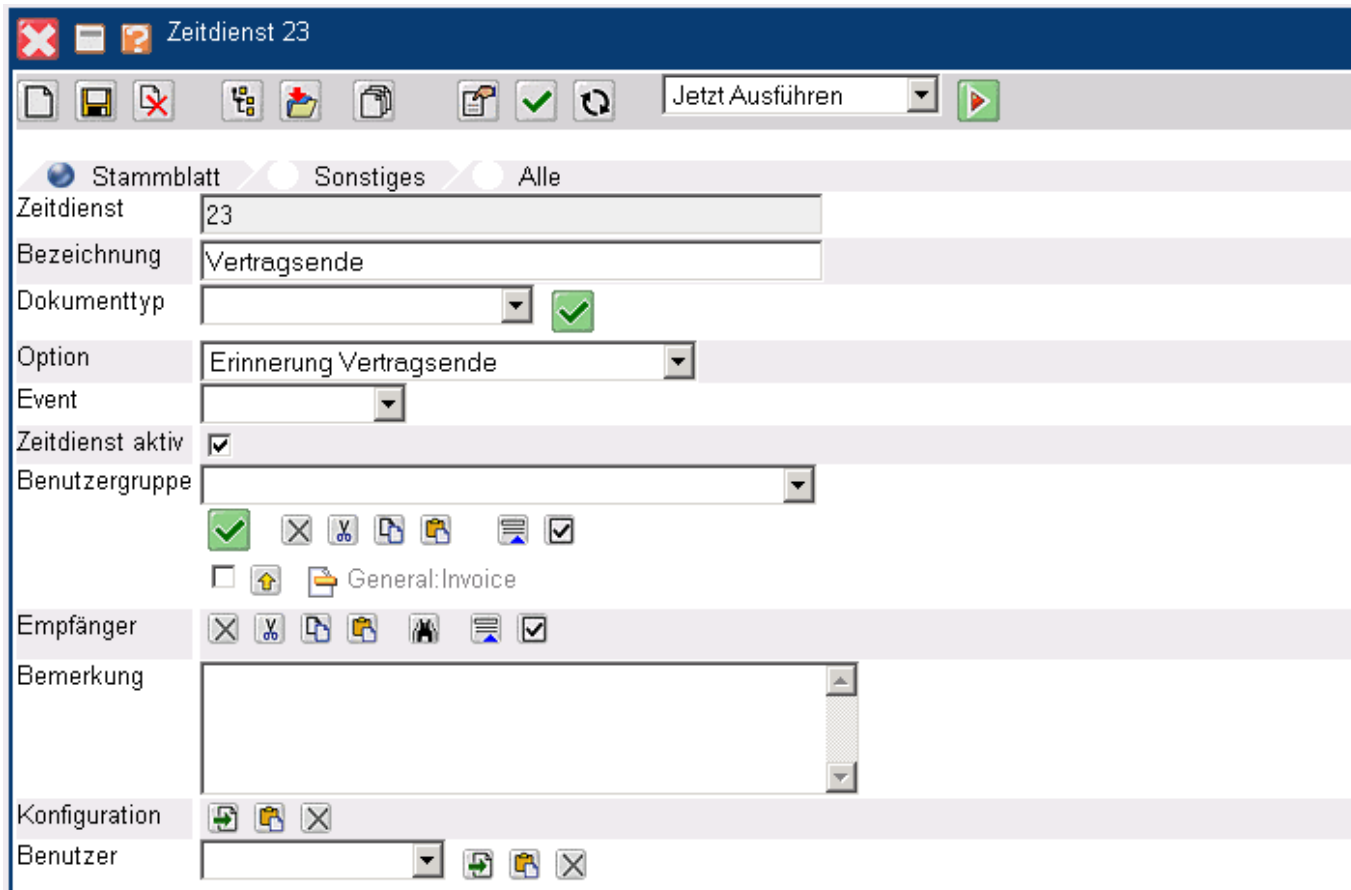 Zeitdienst 23
Jetzt Ausführen
Stammblatt Sonstiges Alle
Zeitdienst 23
Bezeichnung Vertragsende
Dokumenttyp
Option Erinnerung Vertragsende
Event
Zeitdienst aktiv
Benutzergruppe
General:Invoice
Empfänger
Bemerkung
Konfiguration
Benutzer